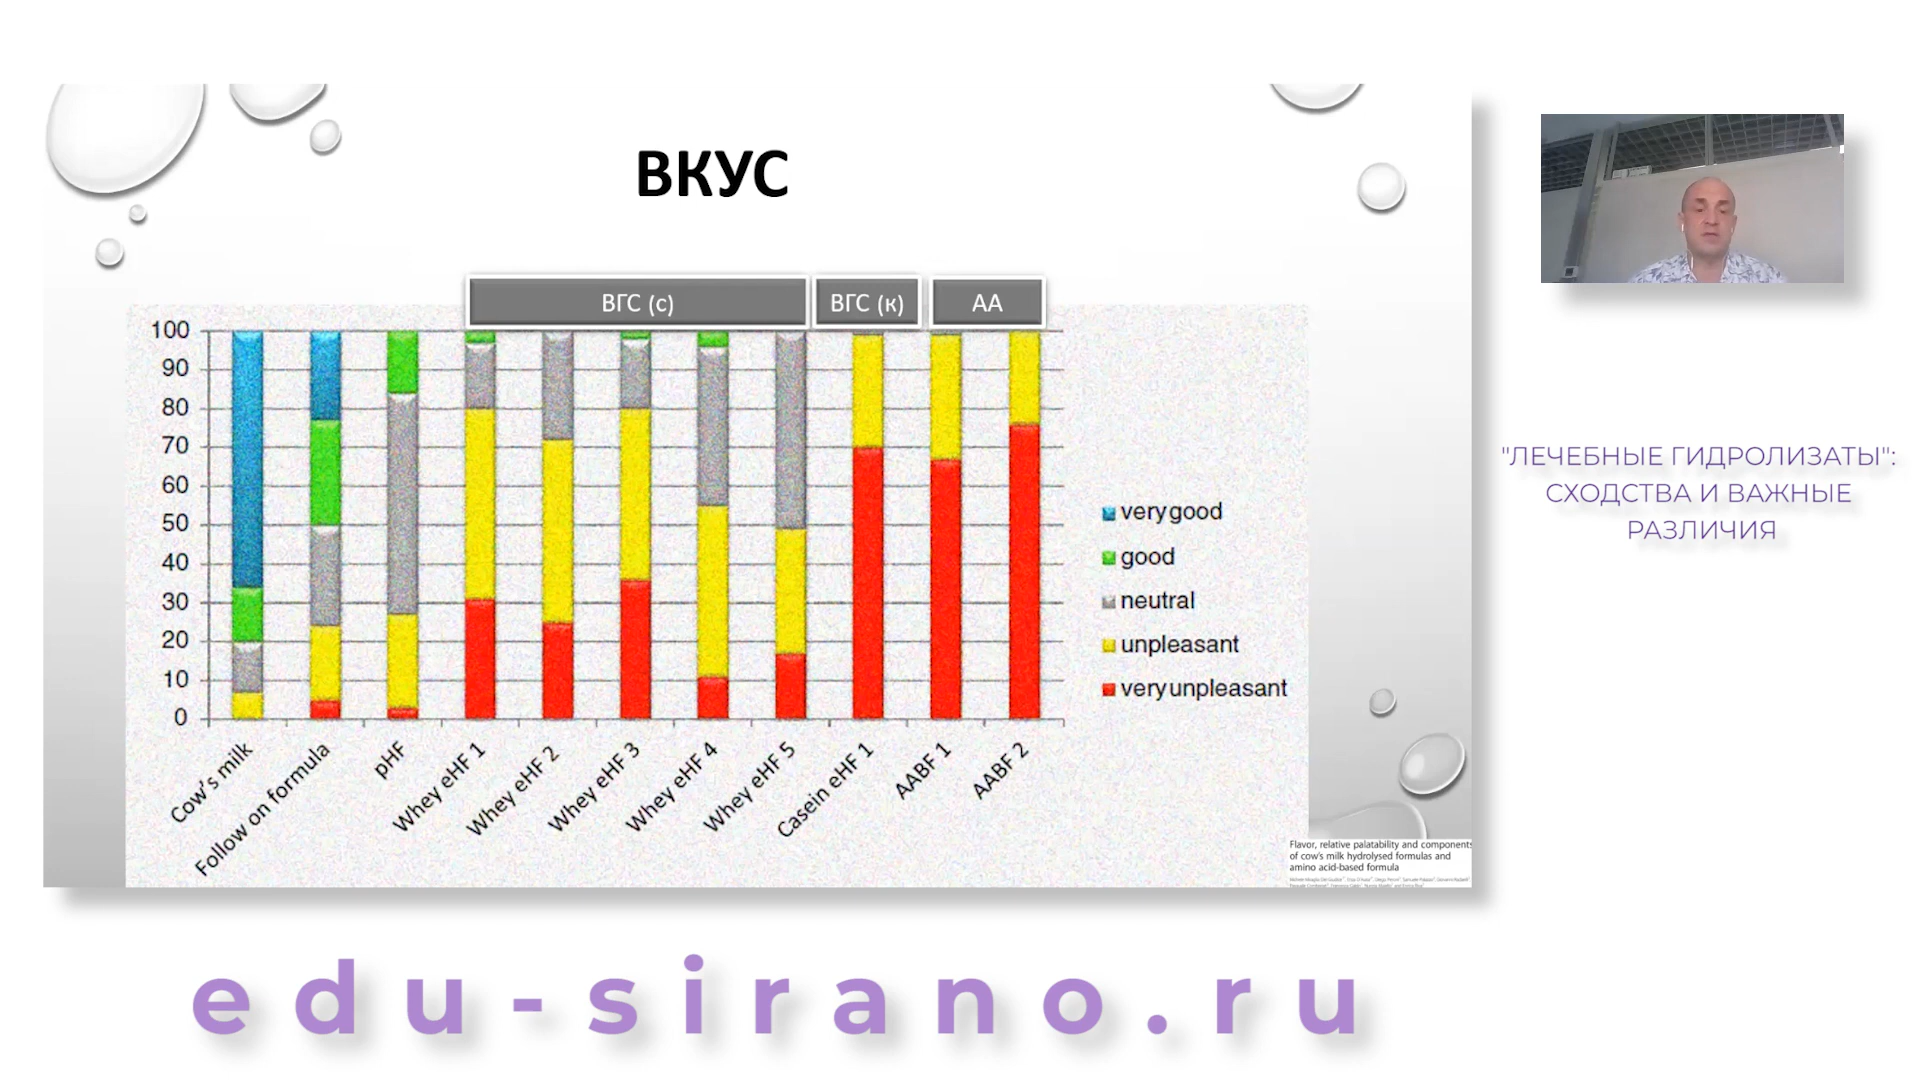 ВКУС
ВГС (с)
ВГС (к)
АА
100
90
80
70
60
50
40
30
20
10
0
Cow's milk
Follow on formula
pHF
Whey eHF 1
Whey eHF 2
Whey eHF 3
Whey eHF 4
Whey eHF 5
Casein eHF 1
AABF 1
AABF 2
very good
good
neutral
unpleasant
very unpleasant
Flavor, relative palatability and components
of cow's milk hydrolysed formulas and
amino acid-based formula
"ЛЕЧЕБНЫЕ ГИДРОЛИЗАТЫ":
СХОДСТВА И ВАЖНЫЕ
РАЗЛИЧИЯ
edu-sirano.ru